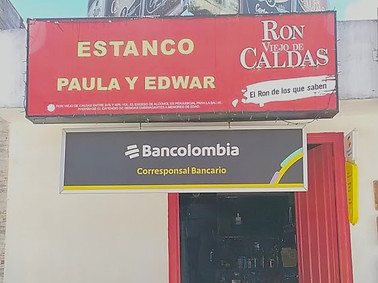 ESTANCO
PAULA Y EDWAR
RON
VIEJO DE
CALDAS
El Ron de los que saben
Bancolombia
Corresponsal Bancario